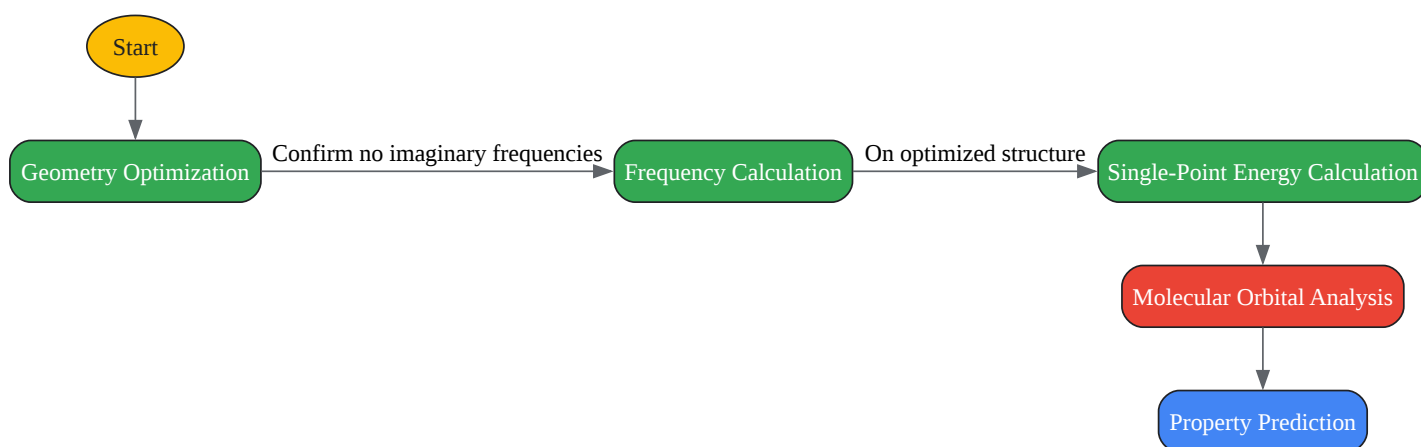 Start
Geometry Optimization
Confirm no imaginary frequencies
Frequency Calculation
On optimized structure
Single-Point Energy Calculation
Molecular Orbital Analysis
Property Prediction